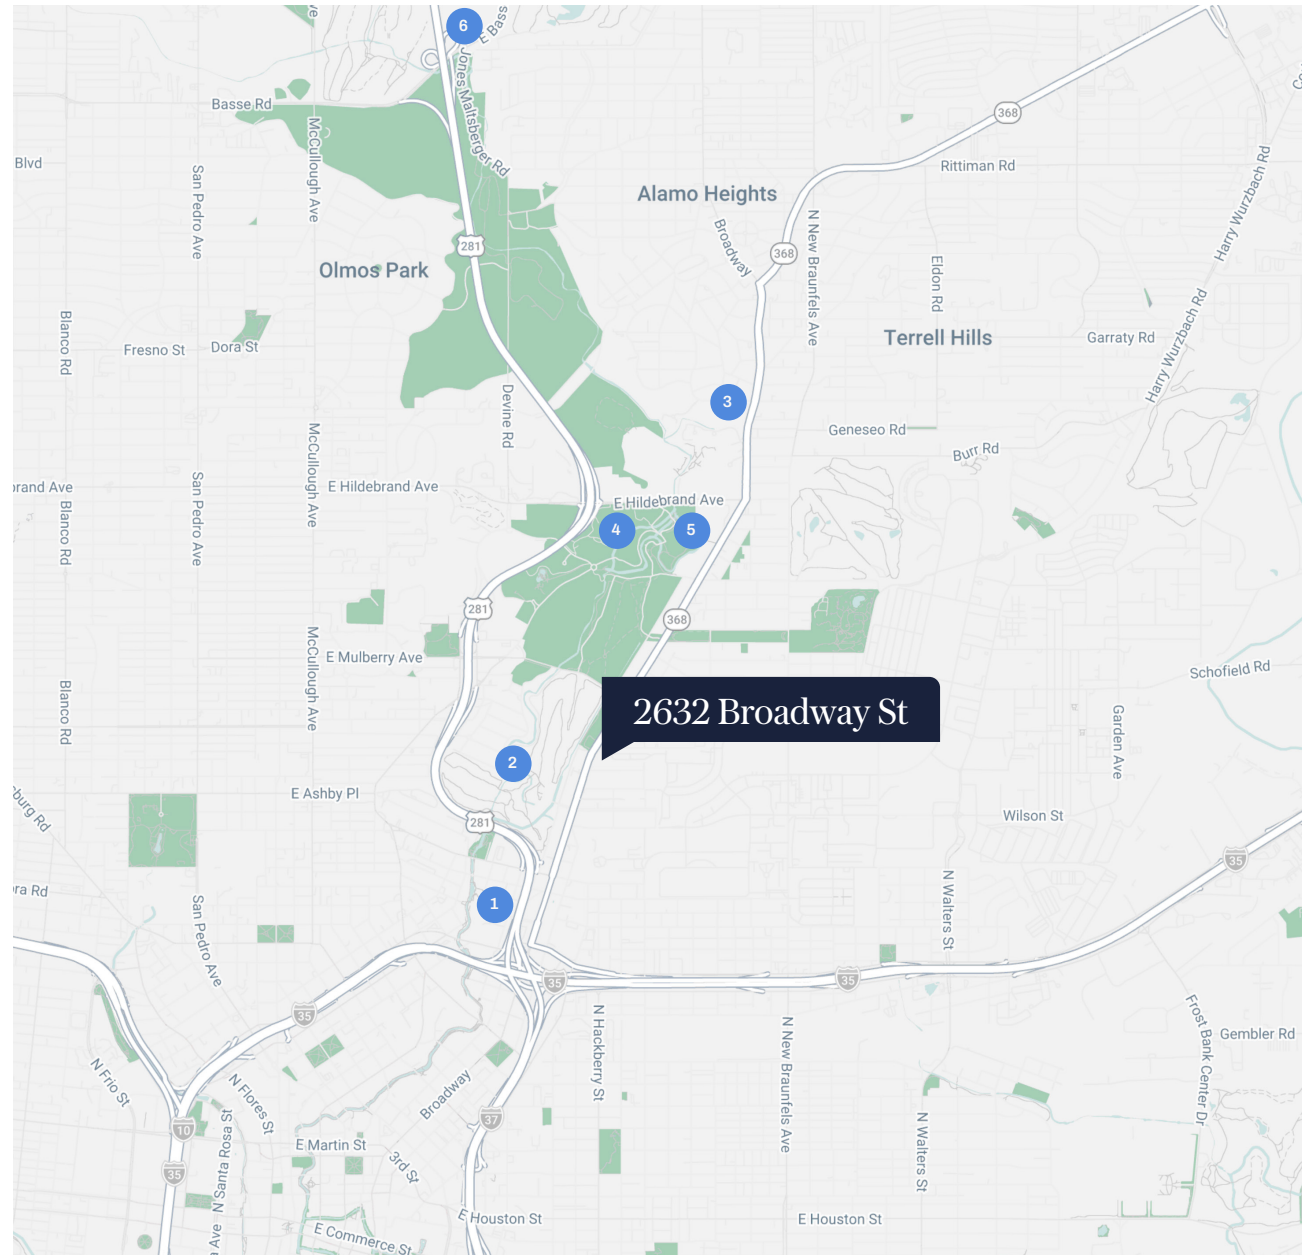 6
E Bass
ve
Jones Maltsberger Rd
Basse Rd
368
McCullough Ave
Blvd
San Pedro Ave
Rittiman Rd
Harry Wurzbach Rd
Alamo Heights
Broadway
N New Braunfels Ave
281
368
Olmos Park
Eldon Rd
Blanco Rd
Fresno St
Dora St
Terrell Hills
Garraty Rd
Harry Wurzbach Rd
Devine Rd
3
McCullough Ave
Geneseo Rd
Burr Rd
brand Ave
San Pedro Ave
E Hildebrand Ave
E Hildebrand Ave
Blanco Rd
4
5
281
368
McCullough Ave
E Mulberry Ave
Schofield Rd
Blanco Rd
2632 Broadway St
Garden Ave
2
E Ashby Pl
burg Rd
281
Wilson St
35
ora Rd
San Pedro Ave
1
N Walters St
35
35
35
N Frio St
N Flores St
N Hackberry St
N New Braunfels Ave
Frost Bank Center Dr
Gembler Rd
Broadway
37
10
N Santa Rosa St
E Martin St
3rd St
N Walters St
35
E Houston St
E Houston St
E Commerce St
Ave